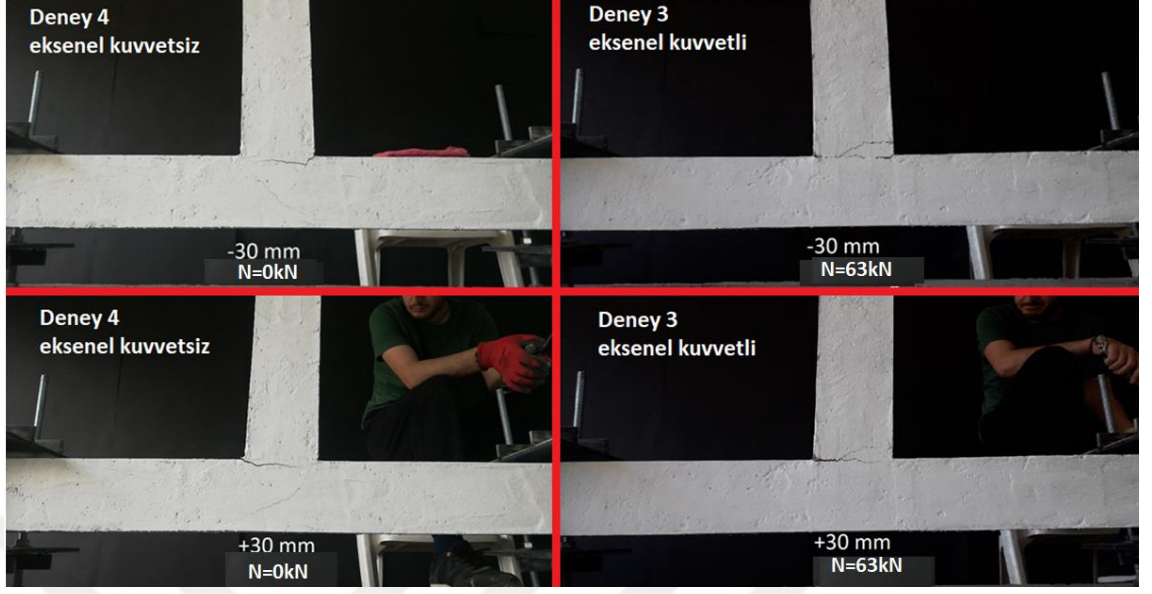 Deney 4
eksenel kuvvetsiz
-30 mm
N=0kN
Deney 3
eksenel kuvvetli
-30 mm
N=63kN
Deney 4
eksenel kuvvetsiz
+30 mm
N=0kN
Deney 3
eksenel kuvvetli
+30 mm
N=63kN